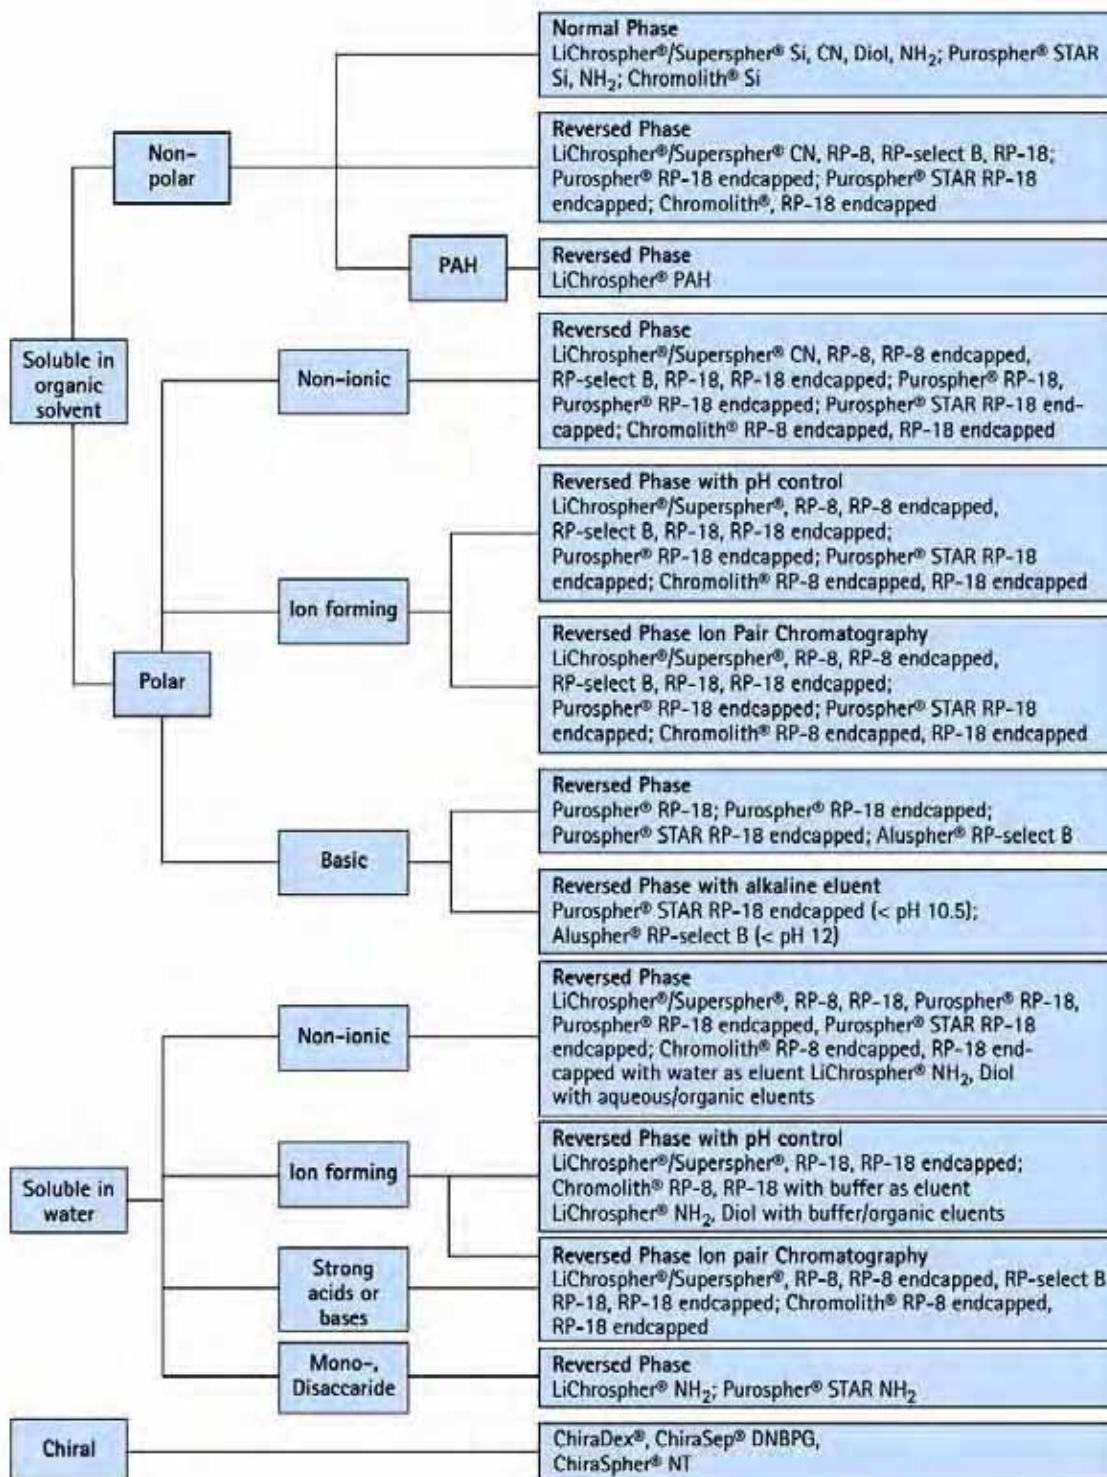 Normal Phase
LiChrospher®/Superspher® Si, CN, Diol, NH₂; Purospher® STAR
Si, NH₂; Chromolith® Si
Non-
polar
Reversed Phase
LiChrospher®/Superspher® CN, RP-8, RP-select B, RP-18;
Purospher® RP-18 endcapped; Purospher® STAR RP-18
endcapped; Chromolith®, RP-18 endcapped
PAH
Reversed Phase
LiChrospher® PAH
Soluble in
organic
solvent
Non-ionic
Reversed Phase
LiChrospher®/Superspher® CN, RP-8, RP-8 endcapped,
RP-select B, RP-18, RP-18 endcapped; Purospher® RP-18,
Purospher® RP-18 endcapped; Purospher® STAR RP-18 end-
capped; Chromolith® RP-8 endcapped, RP-18 endcapped
Ion forming
Reversed Phase with pH control
LiChrospher®/Superspher®, RP-8, RP-8 endcapped,
RP-select B, RP-18, RP-18 endcapped;
Purospher® RP-18 endcapped; Purospher® STAR RP-18
endcapped; Chromolith® RP-8 endcapped, RP-18 endcapped
Reversed Phase Ion Pair Chromatography
LiChrospher®/Superspher®, RP-8, RP-8 endcapped,
RP-select B, RP-18, RP-18 endcapped;
Purospher® RP-18 endcapped; Purospher® STAR RP-18
endcapped; Chromolith® RP-8 endcapped, RP-18 endcapped
Polar
Basic
Reversed Phase
Purospher® RP-18; Purospher® RP-18 endcapped;
Purospher® STAR RP-18 endcapped; Aluspher® RP-select B
Reversed Phase with alkaline eluent
Purospher® STAR RP-18 endcapped (< pH 10.5);
Aluspher® RP-select B (< pH 12)
Non-ionic
Reversed Phase
LiChrospher®/Superspher®, RP-8, RP-18, Purospher® RP-18,
Purospher® RP-18 endcapped, Purospher® STAR RP-18
endcapped; Chromolith® RP-8 endcapped, RP-18 end-
capped with water as eluent LiChrospher® NH₂, Diol
with aqueous/organic eluents
Soluble in
water
Ion forming
Reversed Phase with pH control
LiChrospher®/Superspher®, RP-18, RP-18 endcapped;
Chromolith® RP-8, RP-18 with buffer as eluent
LiChrospher® NH₂, Diol with buffer/organic eluents
Strong
acids or
bases
Reversed Phase Ion pair Chromatography
LiChrospher®/Superspher®, RP-8, RP-8 endcapped, RP-select B
RP-18, RP-18 endcapped; Chromolith® RP-8 endcapped,
RP-18 endcapped
Mono-,
Disaccaride
Reversed Phase
LiChrospher® NH₂; Purospher® STAR NH₂
Chiral
ChiraDex®, ChiraSep® DNBPG,
ChiraSpher® NT